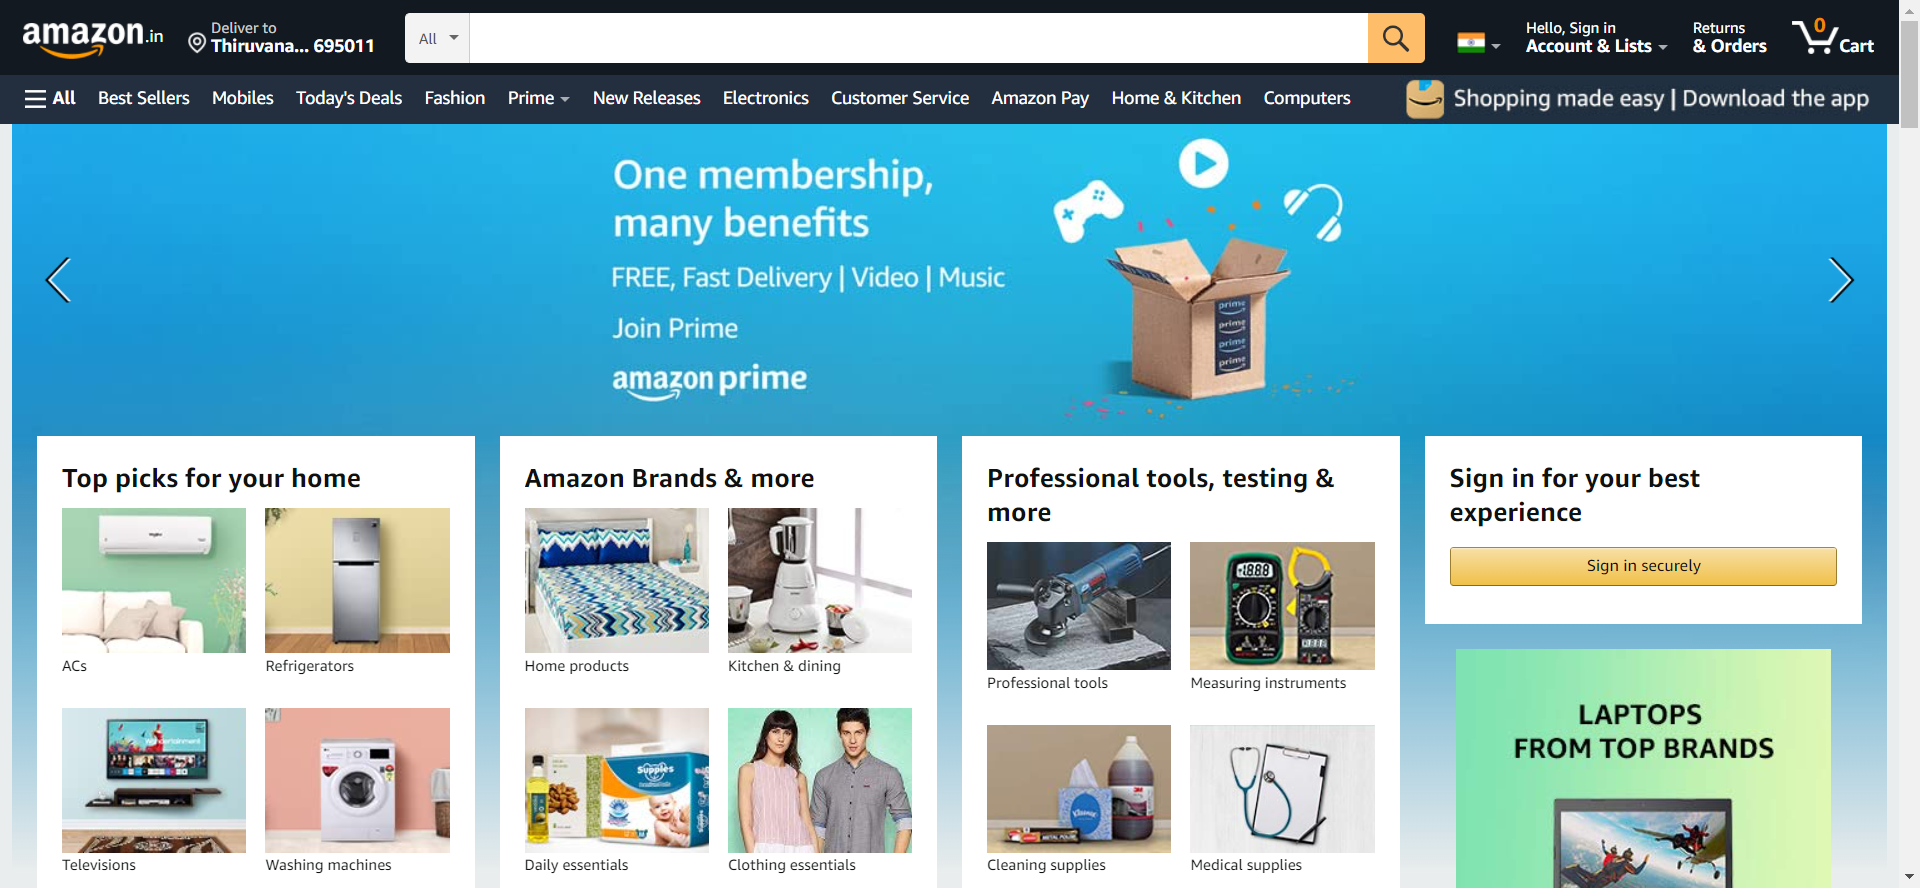 amazon.in
Deliver to
Thiruvana... 695011
All
Hello, Sign in
Account & Lists
Returns
& Orders
0
Cart
All
Best Sellers
Mobiles
Today's Deals
Fashion
Prime
New Releases
Electronics
Customer Service
Amazon Pay
Home & Kitchen
Computers
Shopping made easy | Download the app
One membership,
many benefits
FREE, Fast Delivery | Video | Music
Join Prime
amazon prime
prime
prime
prime
prime
Top picks for your home
ACs
Refrigerators
Televisions
Washing machines
Amazon Brands & more
Home products
Kitchen & dining
Supples
Daily essentials
Clothing essentials
Professional tools, testing &
more
Professional tools
Measuring instruments
Kleenex
3M
Cleaning supplies
Medical supplies
Sign in for your best
experience
Sign in securely
LAPTOPS
FROM TOP BRANDS